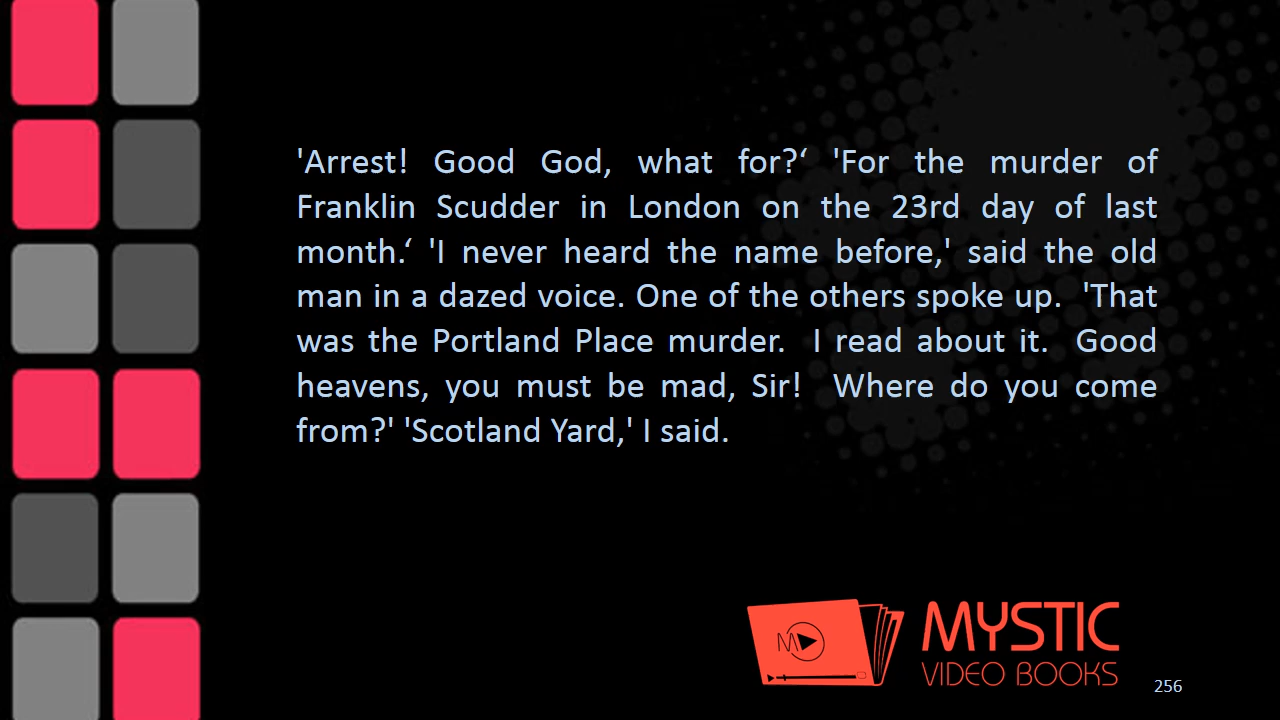 'Arrest! Good God, what for?‘ 'For the murder of
Franklin Scudder in London on the 23rd day of last
month.‘ 'I never heard the name before,' said the old
man in a dazed voice. One of the others spoke up.  'That
was the Portland Place murder.  I read about it.  Good
heavens, you must be mad, Sir!  Where do you come
from?' 'Scotland Yard,' I said.
M
MYSTIC
VIDEO BOOKS
256